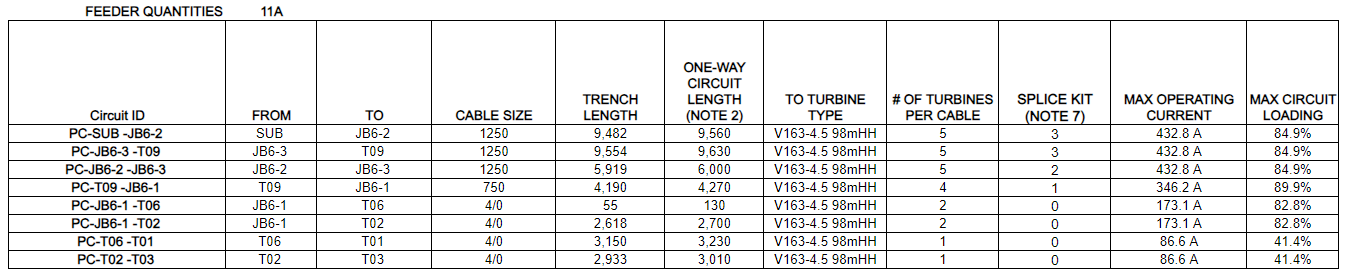 FEEDER QUANTITIES 11A
Circuit ID FROM TO CABLE SIZE TRENCH LENGTH ONE-WAY CIRCUIT LENGTH (NOTE 2) TO TURBINE TYPE # OF TURBINES PER CABLE SPLICE KIT (NOTE 7) MAX OPERATING CURRENT MAX CIRCUIT LOADING
PC-SUB -JB6-2 SUB JB6-2 1250 9,482 9,560 V163-4.5 98mHH 5 3 432.8 A 84.9%
PC-JB6-3 -T09 JB6-3 T09 1250 9,554 9,630 V163-4.5 98mHH 5 3 432.8 A 84.9%
PC-JB6-2 -JB6-3 JB6-2 JB6-3 1250 5,919 6,000 V163-4.5 98mHH 5 2 432.8 A 84.9%
PC-T09 -JB6-1 T09 JB6-1 750 4,190 4,270 V163-4.5 98mHH 4 1 346.2 A 89.9%
PC-JB6-1 -T06 JB6-1 T06 4/0 55 130 V163-4.5 98mHH 2 0 173.1 A 82.8%
PC-JB6-1 -T02 JB6-1 T02 4/0 2,618 2,700 V163-4.5 98mHH 2 0 173.1 A 82.8%
PC-T06 -T01 T06 T01 4/0 3,150 3,230 V163-4.5 98mHH 1 0 86.6 A 41.4%
PC-T02 -T03 T02 T03 4/0 2,933 3,010 V163-4.5 98mHH 1 0 86.6 A 41.4%